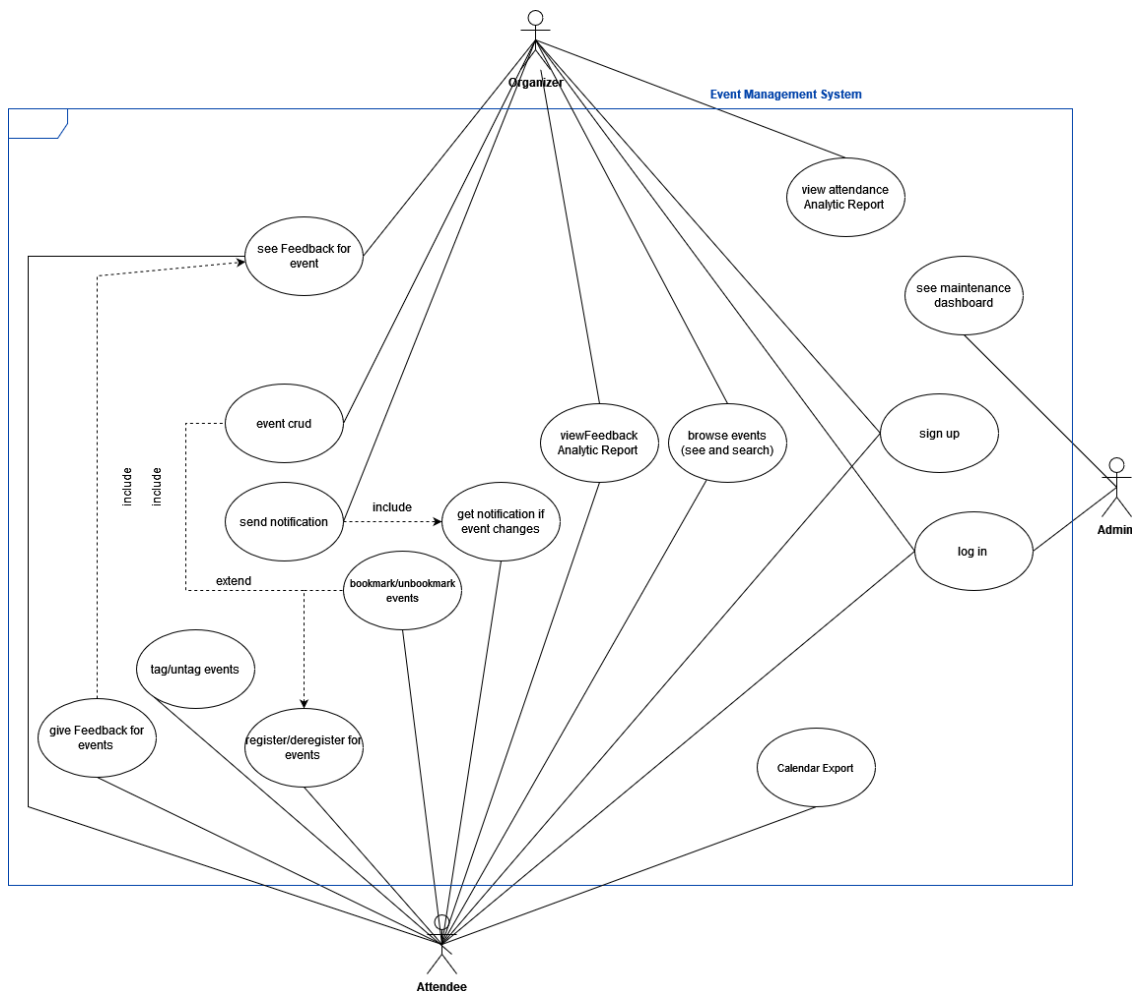 Organizer
Event Management System
view attendance
Analytic Report
see Feedback for
event
see maintenance
dashboard
event crud
viewFeedback
Analytic Report
browse events
(see and search)
sign up
include
include
send notification
include
get notification if
event changes
Admin
log in
extend
bookmark/unbookmark
events
tag/untag events
give Feedback for
events
register/deregister for
events
Calendar Export
Attendee